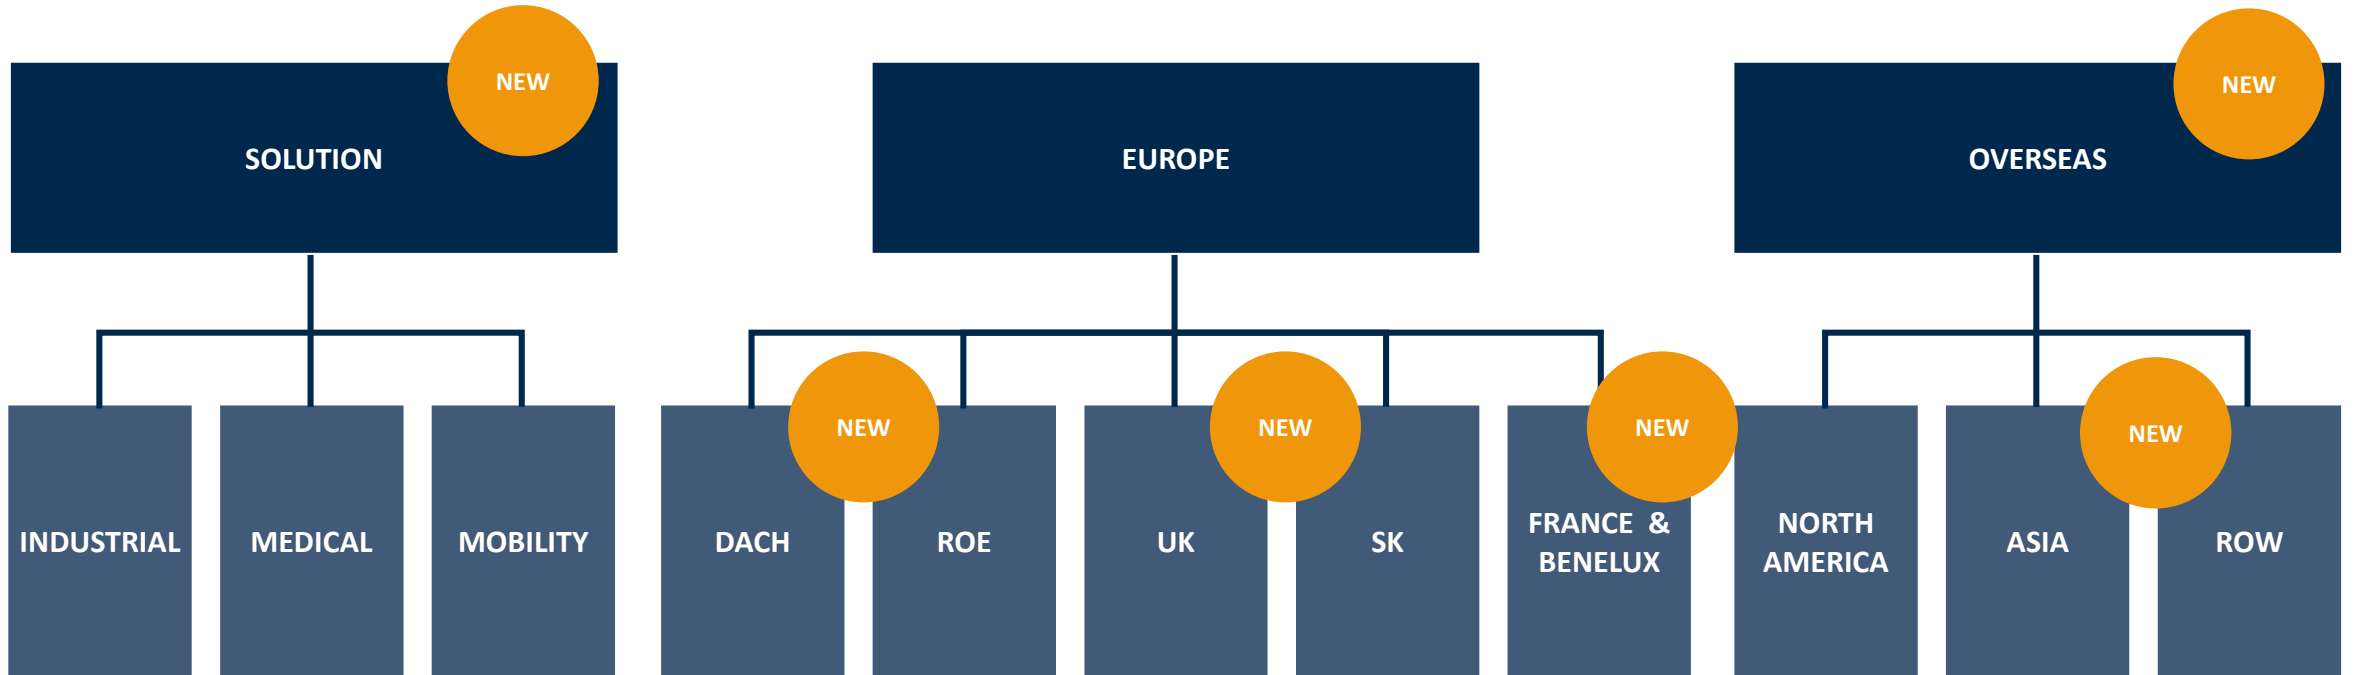 NEW
NEW
SOLUTION
EUROPE
OVERSEAS
NEW
NEW
NEW
NEW
INDUSTRIAL
MEDICAL
MOBILITY
DACH
ROE
UK
SK
FRANCE &
BENELUX
NORTH
AMERICA
ASIA
ROW